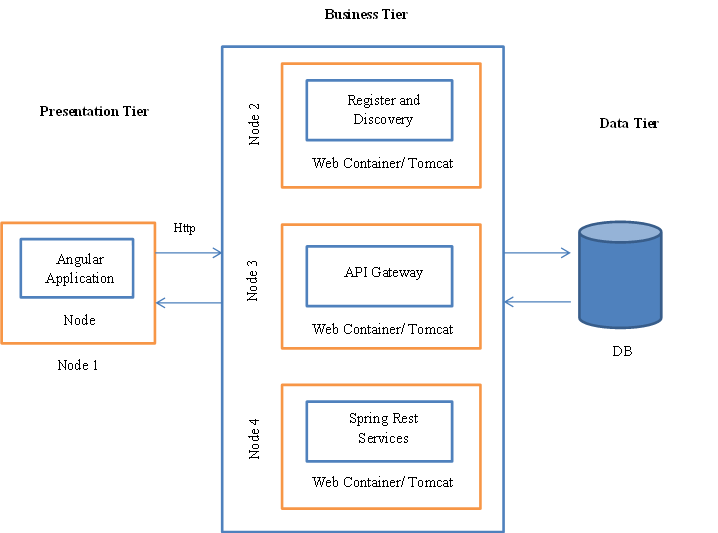 Business Tier
Presentation Tier
Data Tier
Node 2
Register and
Discovery
Web Container/ Tomcat
Http
Angular
Application
Node
Node 1
Node 3
API Gateway
Web Container/ Tomcat
DB
Node 4
Spring Rest
Services
Web Container/ Tomcat